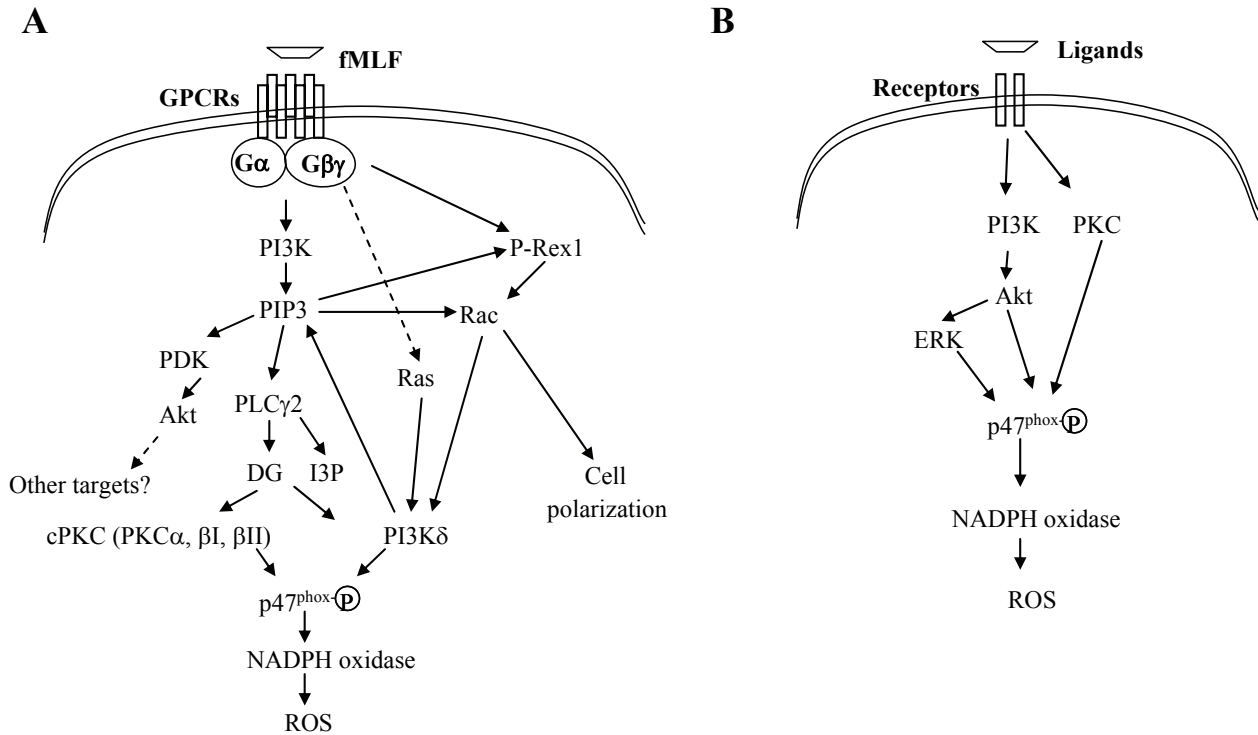 A
fMLF
GPCRs
Gα Gβγ
PI3K
P-Rex1
PIP3
Rac
PDK
Ras
Akt
PLCγ2
Other targets?
DG I3P
Cell
polarization
cPKC (PKCα, βI, βII)
PI3Kδ
p47phox-P
NADPH oxidase
ROS
B
Ligands
Receptors
PI3K PKC
Akt
ERK
p47phox-P
NADPH oxidase
ROS